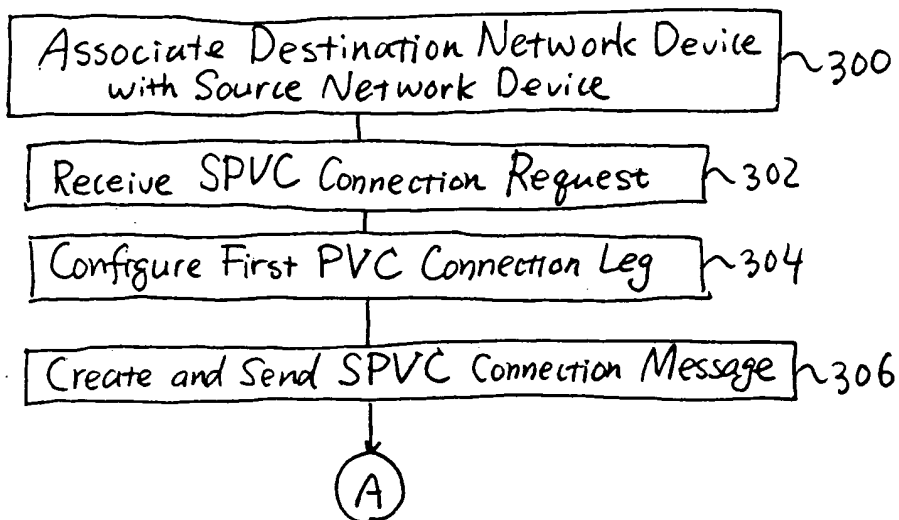 Associate Destination Network Device
with Source Network Device
300
Receive SPVC Connection Request
302
Configure First PVC Connection Leg
304
Create and Send SPVC Connection Message
306
A